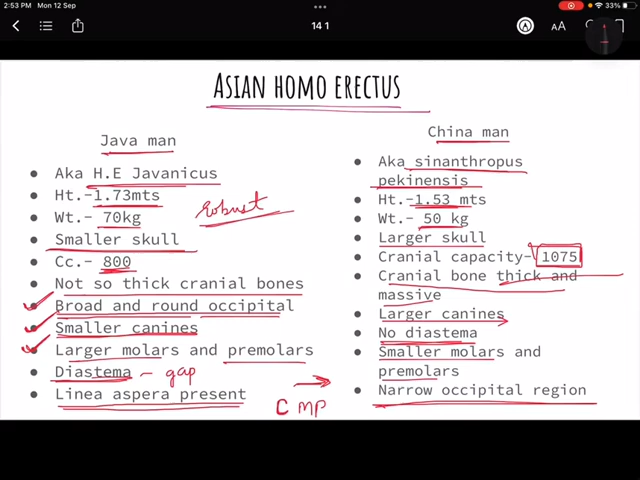 2:53 PM Mon 12 Sep
33%
14 1
AA
ASIAN HOMO ERECTUS
Java man
Aka H.E Javanicus
Ht.-1.73mts
Wt.- 70kg
robust
Smaller skull
Cc.- 800
Not so thick cranial bones
Broad and round occipital
Smaller canines
Larger molars and premolars
Diastema - gap
Linea aspera present
C MP
China man
Aka sinanthropus
pekinensis
Ht.-1.53 mts
Wt.- 50 kg
Larger skull
Cranial capacity- 1075
Cranial bone thick and
massive
Larger canines
No diastema
Smaller molars and
premolars
Narrow occipital region